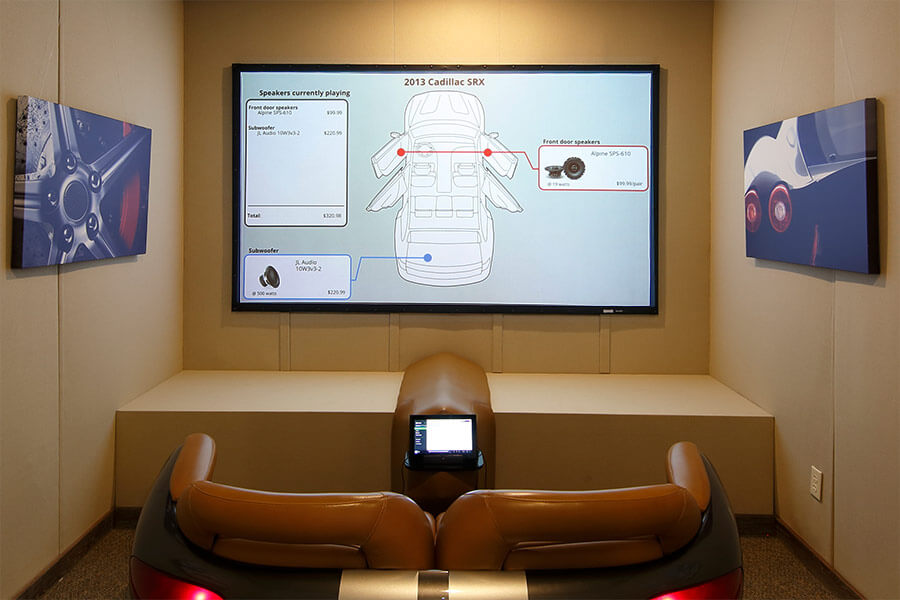 2013 Cadillac SRX
Speakers currently playing
Front door speakers
Alpine SPS-610 $99.99
Subwoofer
JL Audio 10W3v3-2 $220.99
Total: $320.98
Front door speakers
Alpine SPS-610
@ 19 watts $99.99/pair
Subwoofer
JL Audio
10W3v3-2
@ 500 watts $220.99